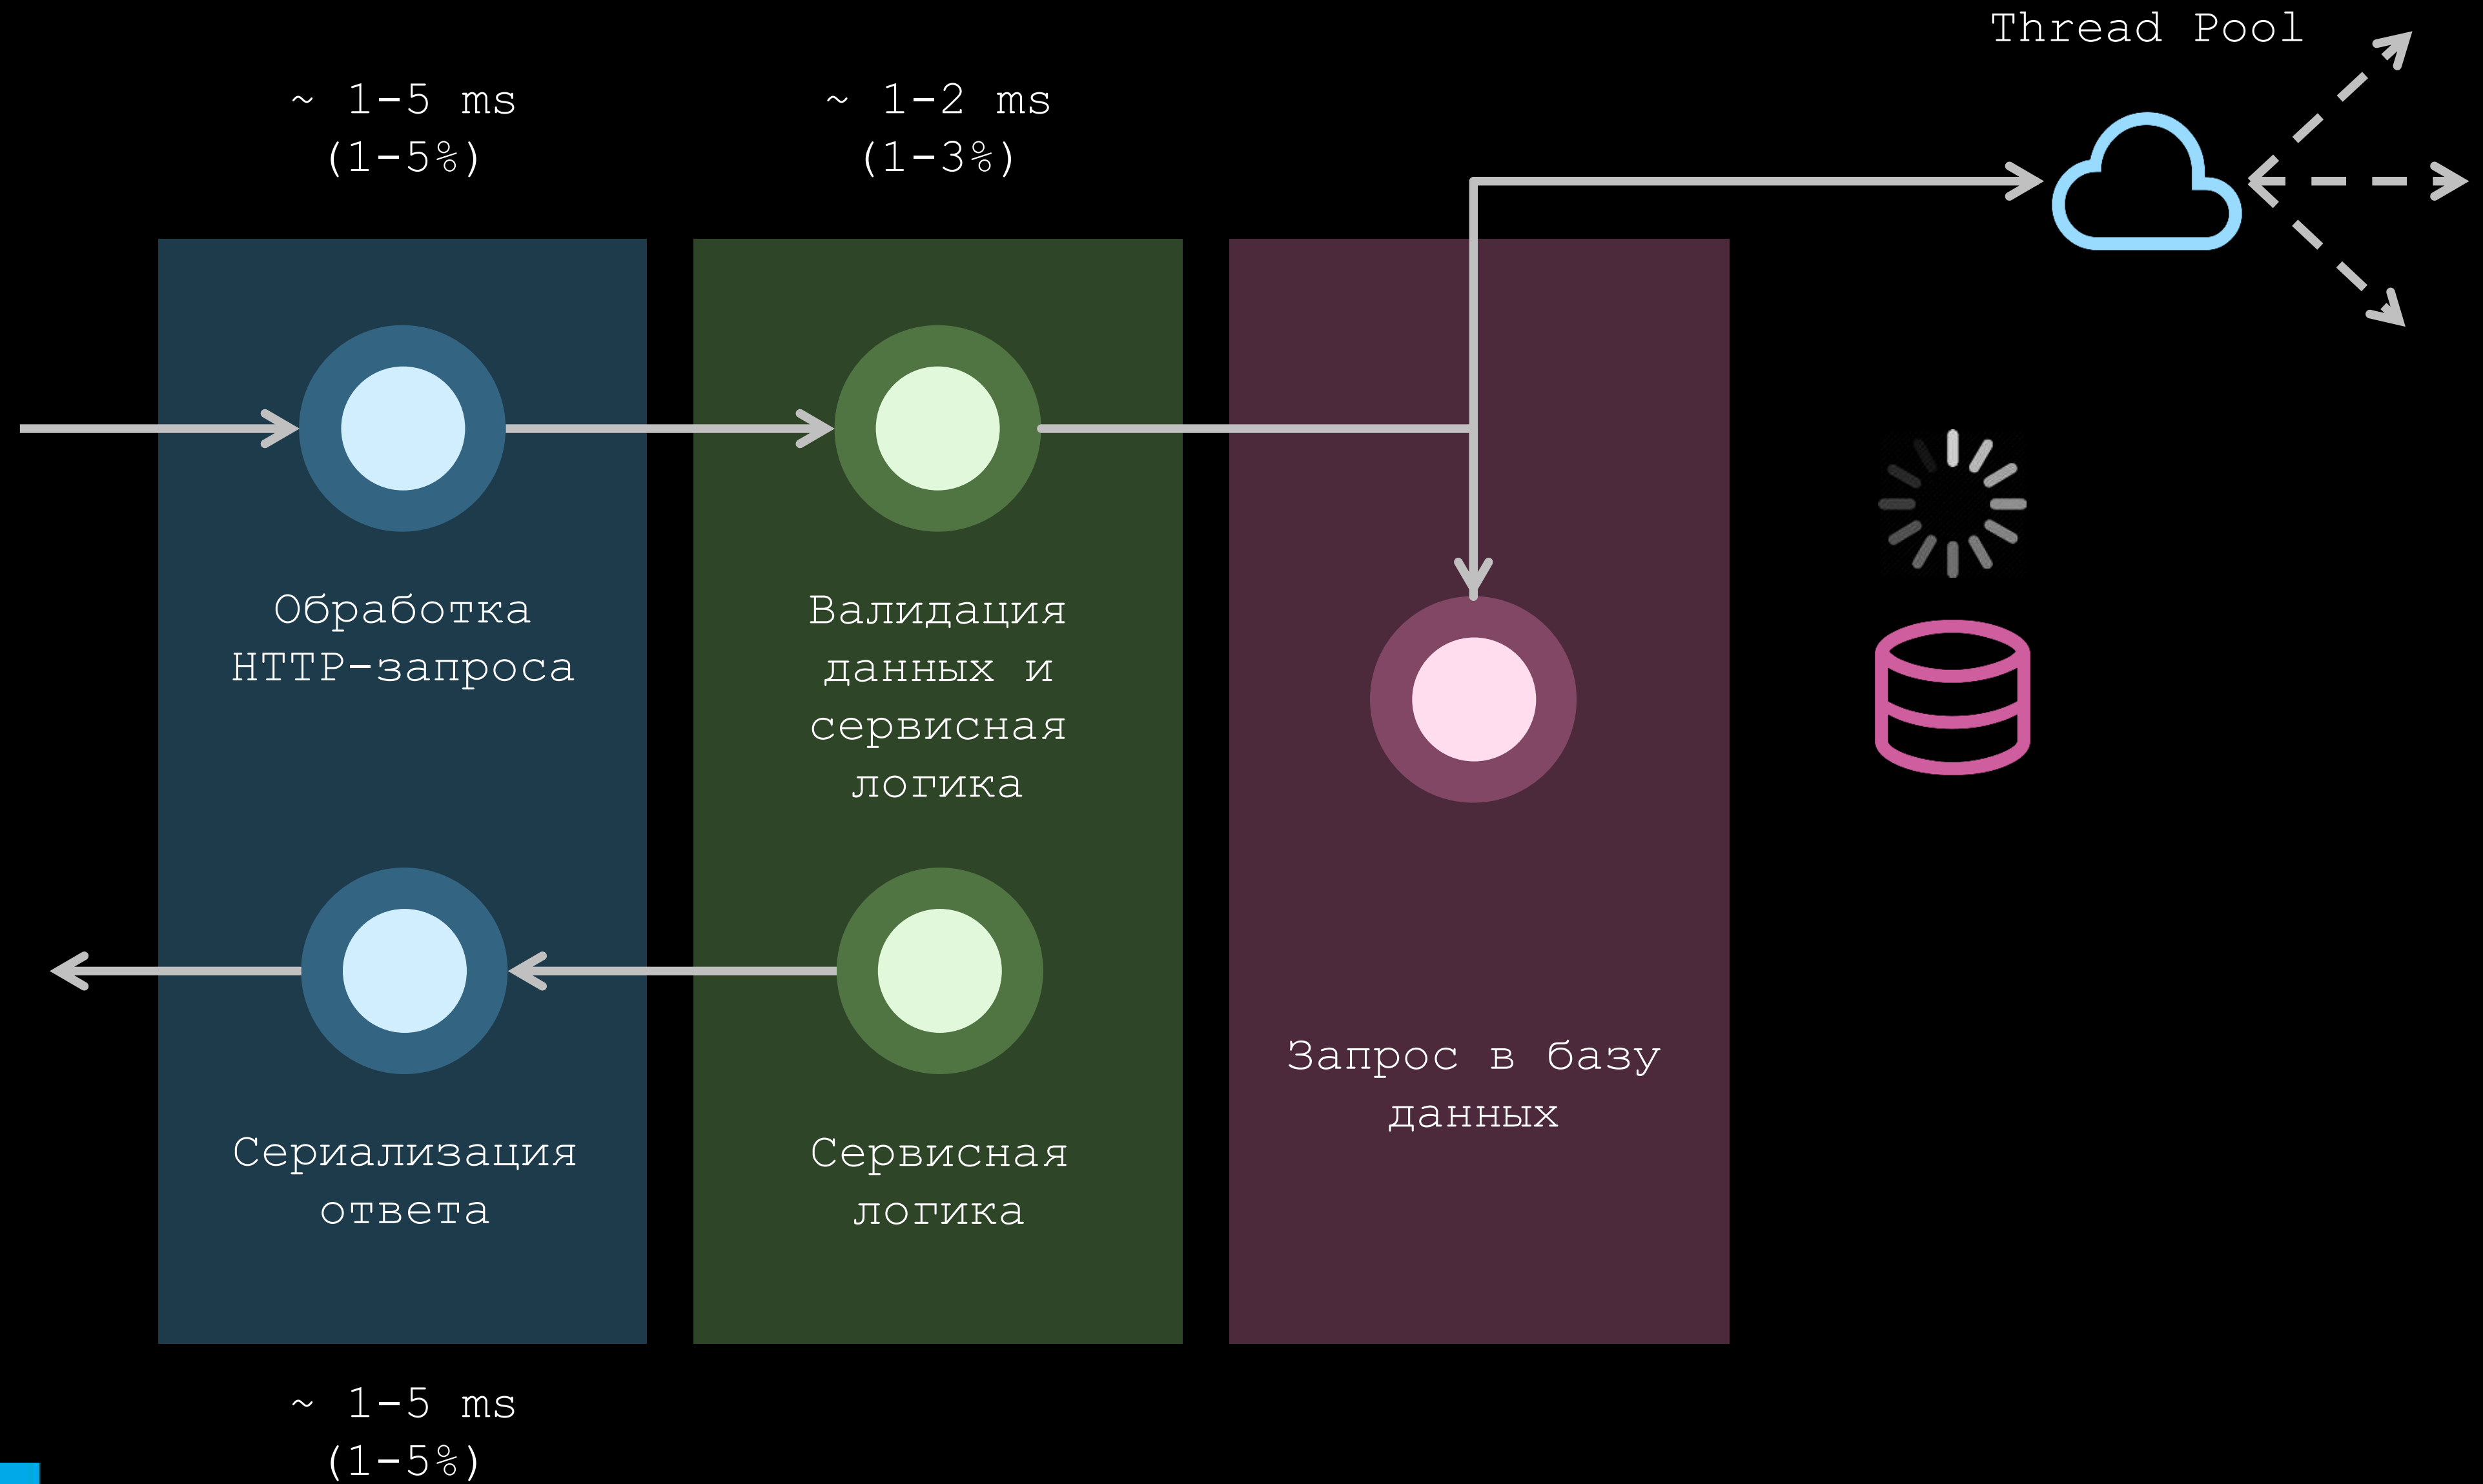 Thread Pool
~ 1-5 ms
(1-5%)
~ 1-2 ms
(1-3%)
Обработка
HTTP-запроса
Валидация
данных и
сервисная
логика
Запрос в базу
данных
Сериализация
ответа
Сервисная
логика
~ 1-5 ms
(1-5%)